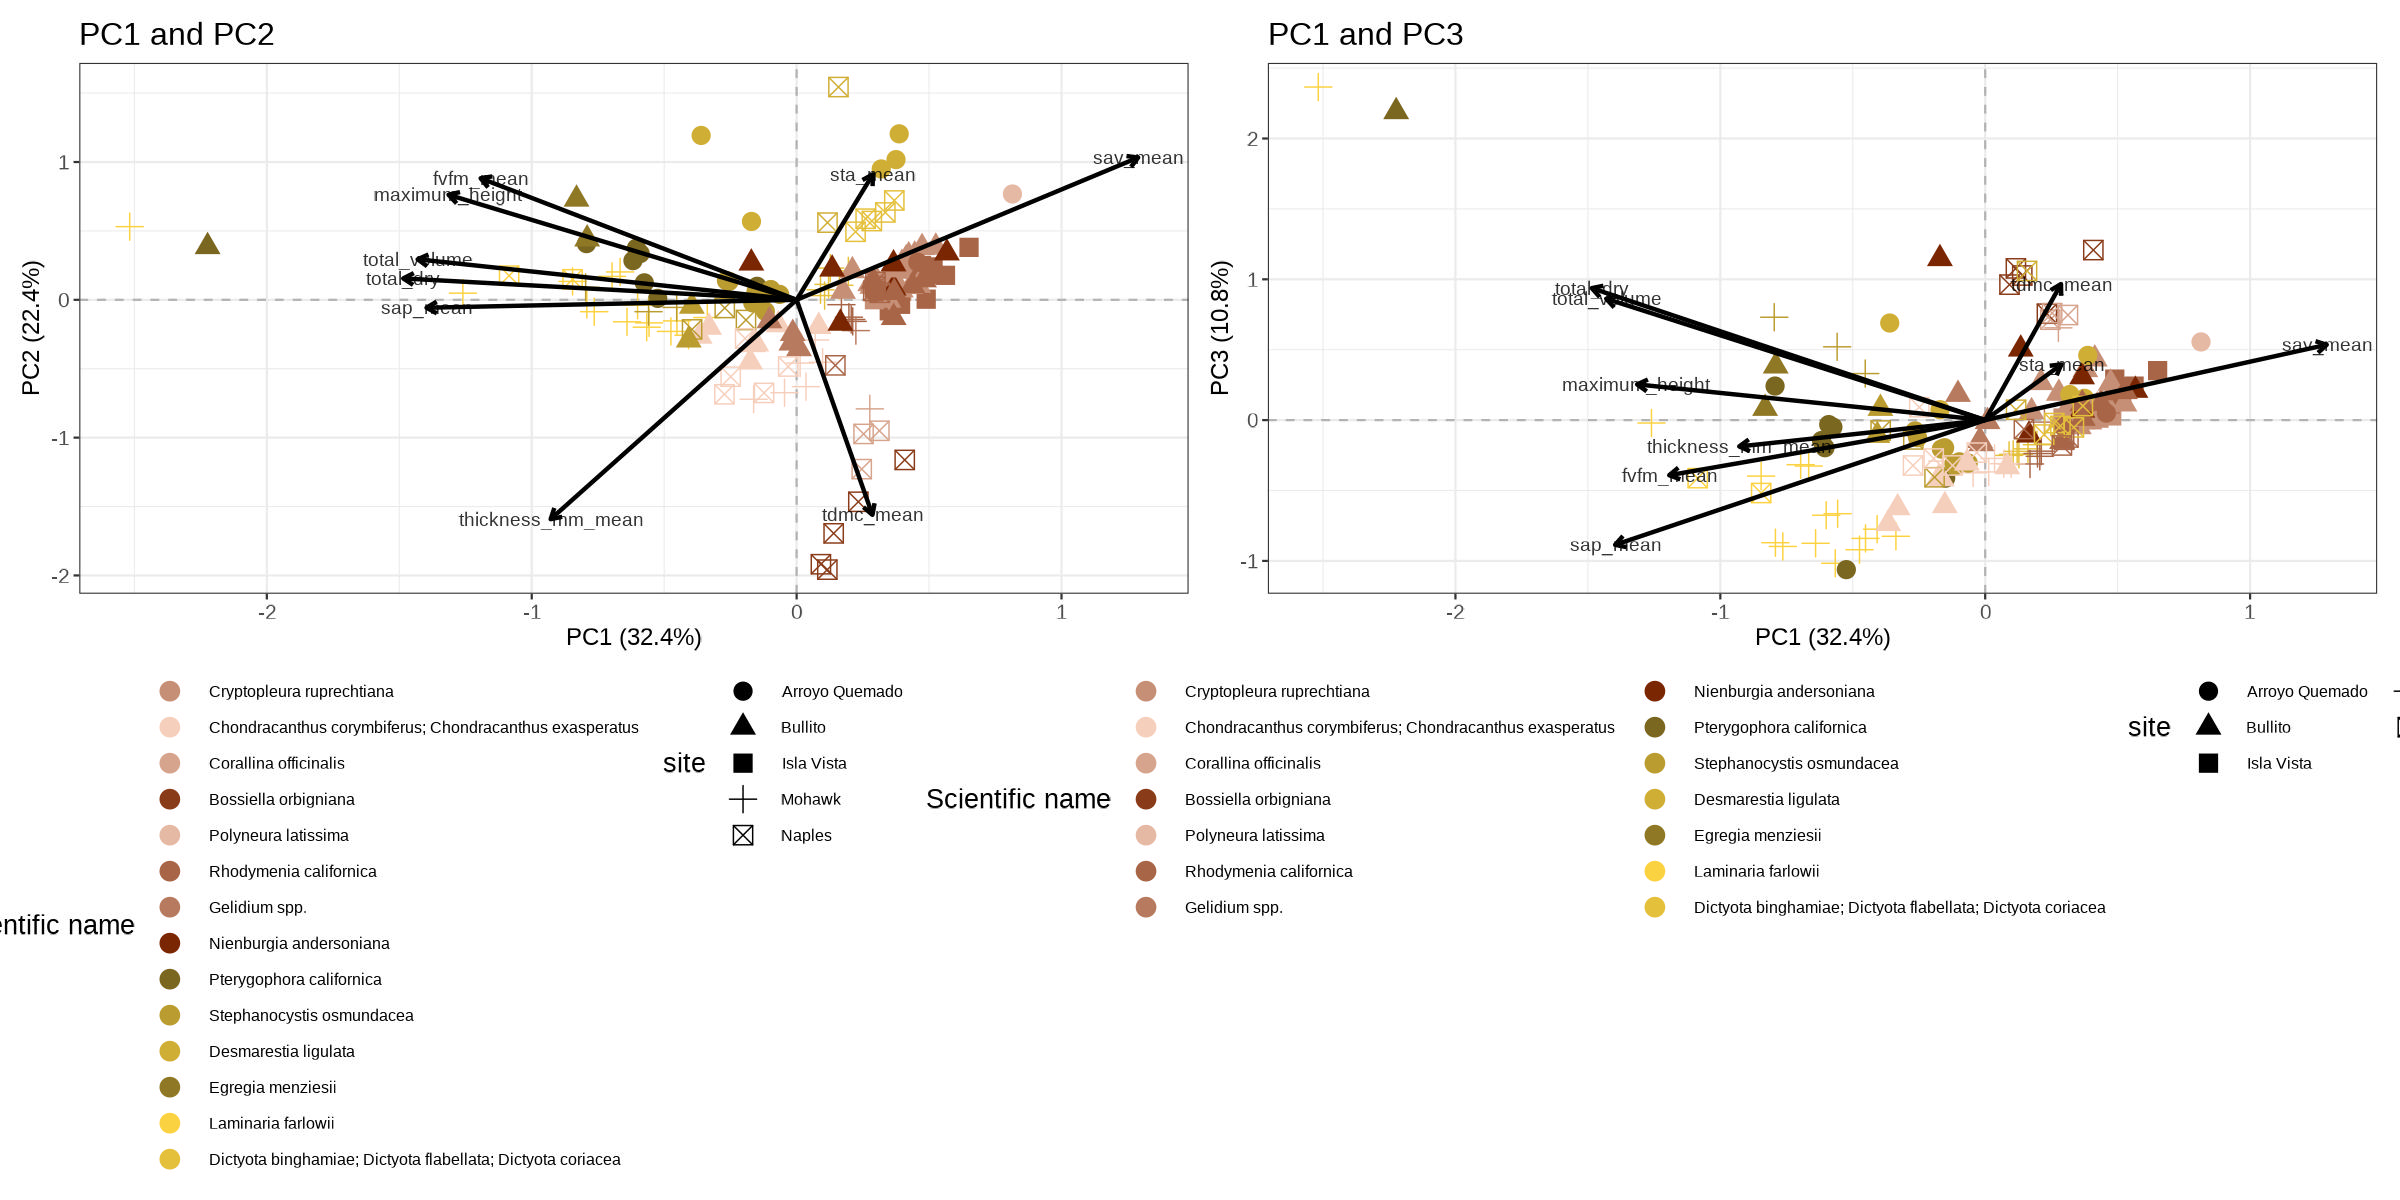 PC1 and PC2
1
0
-1
-2
PC2 (22.4%)
fvfm_mean
maximum_height
total_volume
total_dry
sap_mean
sta_mean
sav_mean
thickness_mm_mean
tdmc_mean
-2
-1
0
1
PC1 (32.4%)
PC1 and PC3
2
1
0
-1
PC3 (10.8%)
total_dry
total_volume
maximum_height
thickness_mm_mean
fvfm_mean
sap_mean
tdmc_mean
sav_mean
sta_mean
-2
-1
0
1
PC1 (32.4%)
entific name
Cryptopleura ruprechtiana
Chondracanthus corymbiferus; Chondracanthus exasperatus
Corallina officinalis
Bossiella orbigniana
Polyneura latissima
Rhodymenia californica
Gelidium spp.
Nienburgia andersoniana
Pterygophora californica
Stephanocystis osmundacea
Desmarestia ligulata
Egregia menziesii
Laminaria farlowii
Dictyota binghamiae; Dictyota flabellata; Dictyota coriacea
site
Arroyo Quemado
Bullito
Isla Vista
Mohawk
Naples
Scientific name
Cryptopleura ruprechtiana
Chondracanthus corymbiferus; Chondracanthus exasperatus
Corallina officinalis
Bossiella orbigniana
Polyneura latissima
Rhodymenia californica
Gelidium spp.
Nienburgia andersoniana
Pterygophora californica
Stephanocystis osmundacea
Desmarestia ligulata
Egregia menziesii
Laminaria farlowii
Dictyota binghamiae; Dictyota flabellata; Dictyota coriacea
site
Arroyo Quemado
Bullito
Isla Vista